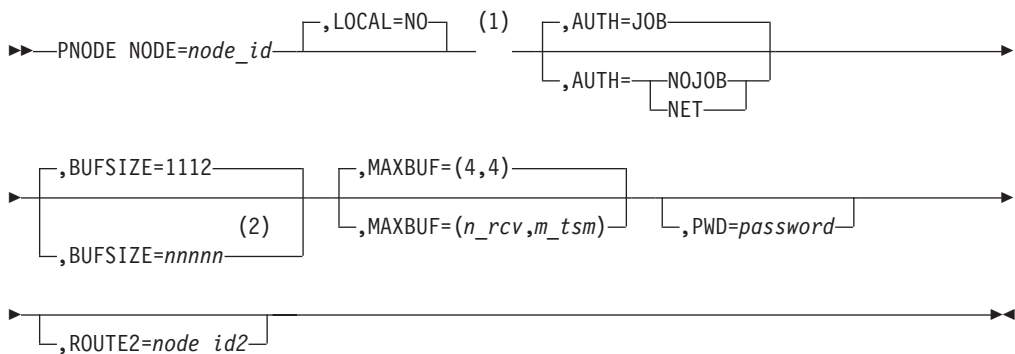 ,LOCAL=NO (1) ,AUTH=JOB
PNODE NODE=node_id
,AUTH= NOJOB
NET
,BUFSIZE=1112 ,MAXBUF=(4,4)
(2) ,MAXBUF=(n_rcv,m_tsm) ,PWD=password
,BUFSIZE=nnnnn
,ROUTE2=node id2